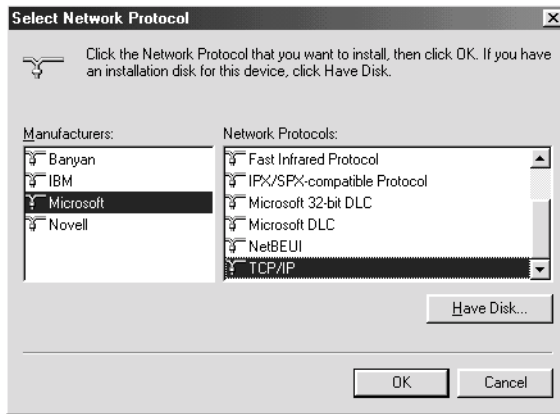 Select Network Protocol
Click the Network Protocol that you want to install, then click OK. If you have
an installation disk for this device, click Have Disk.
Manufacturers:
Banyan
IBM
Microsoft
Novell
Network Protocols:
Fast Infrared Protocol
IPX/SPX-compatible Protocol
Microsoft 32-bit DLC
Microsoft DLC
NetBEUI
TCP/IP
Have Disk...
OK
Cancel